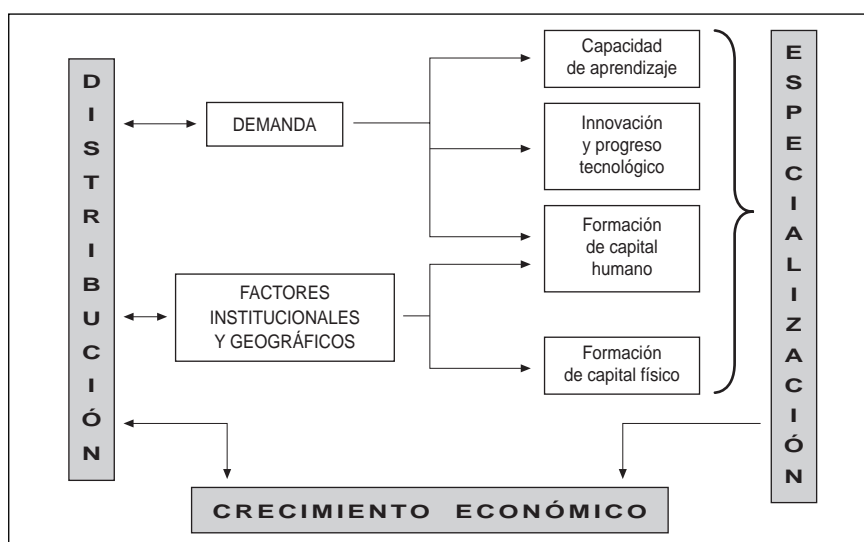 DISTRIBUCIÓN
DEMANDA
FACTORES
INSTITUCIONALES
Y GEOGRÁFICOS
Capacidad
de aprendizaje
Innovación
y progreso
tecnológico
Formación
de capital
humano
Formación
de capital físico
ESPECIALIZACIÓN
CRECIMIENTO ECONÓMICO